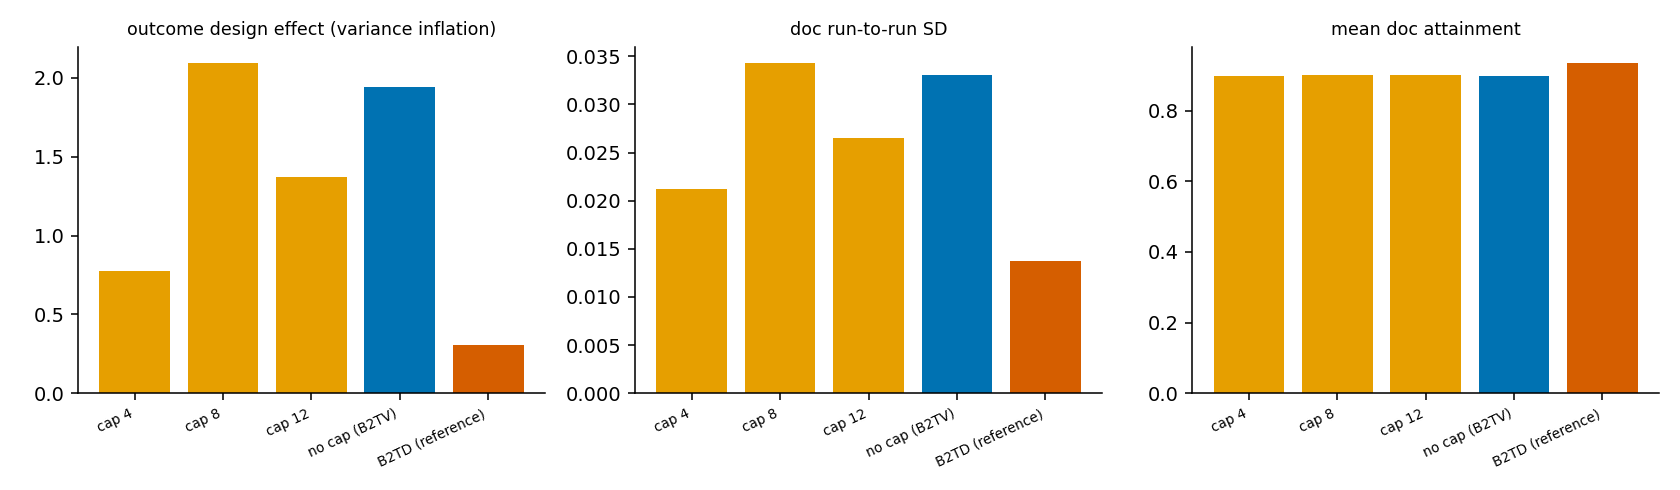 outcome design effect (variance inflation)
2.0
1.5
1.0
0.5
0.0
cap 4
cap 8
cap 12
no cap (B2TV)
B2TD (reference)
doc run-to-run SD
0.035
0.030
0.025
0.020
0.015
0.010
0.005
0.000
cap 4
cap 8
cap 12
no cap (B2TV)
B2TD (reference)
mean doc attainment
0.8
0.6
0.4
0.2
0.0
cap 4
cap 8
cap 12
no cap (B2TV)
B2TD (reference)